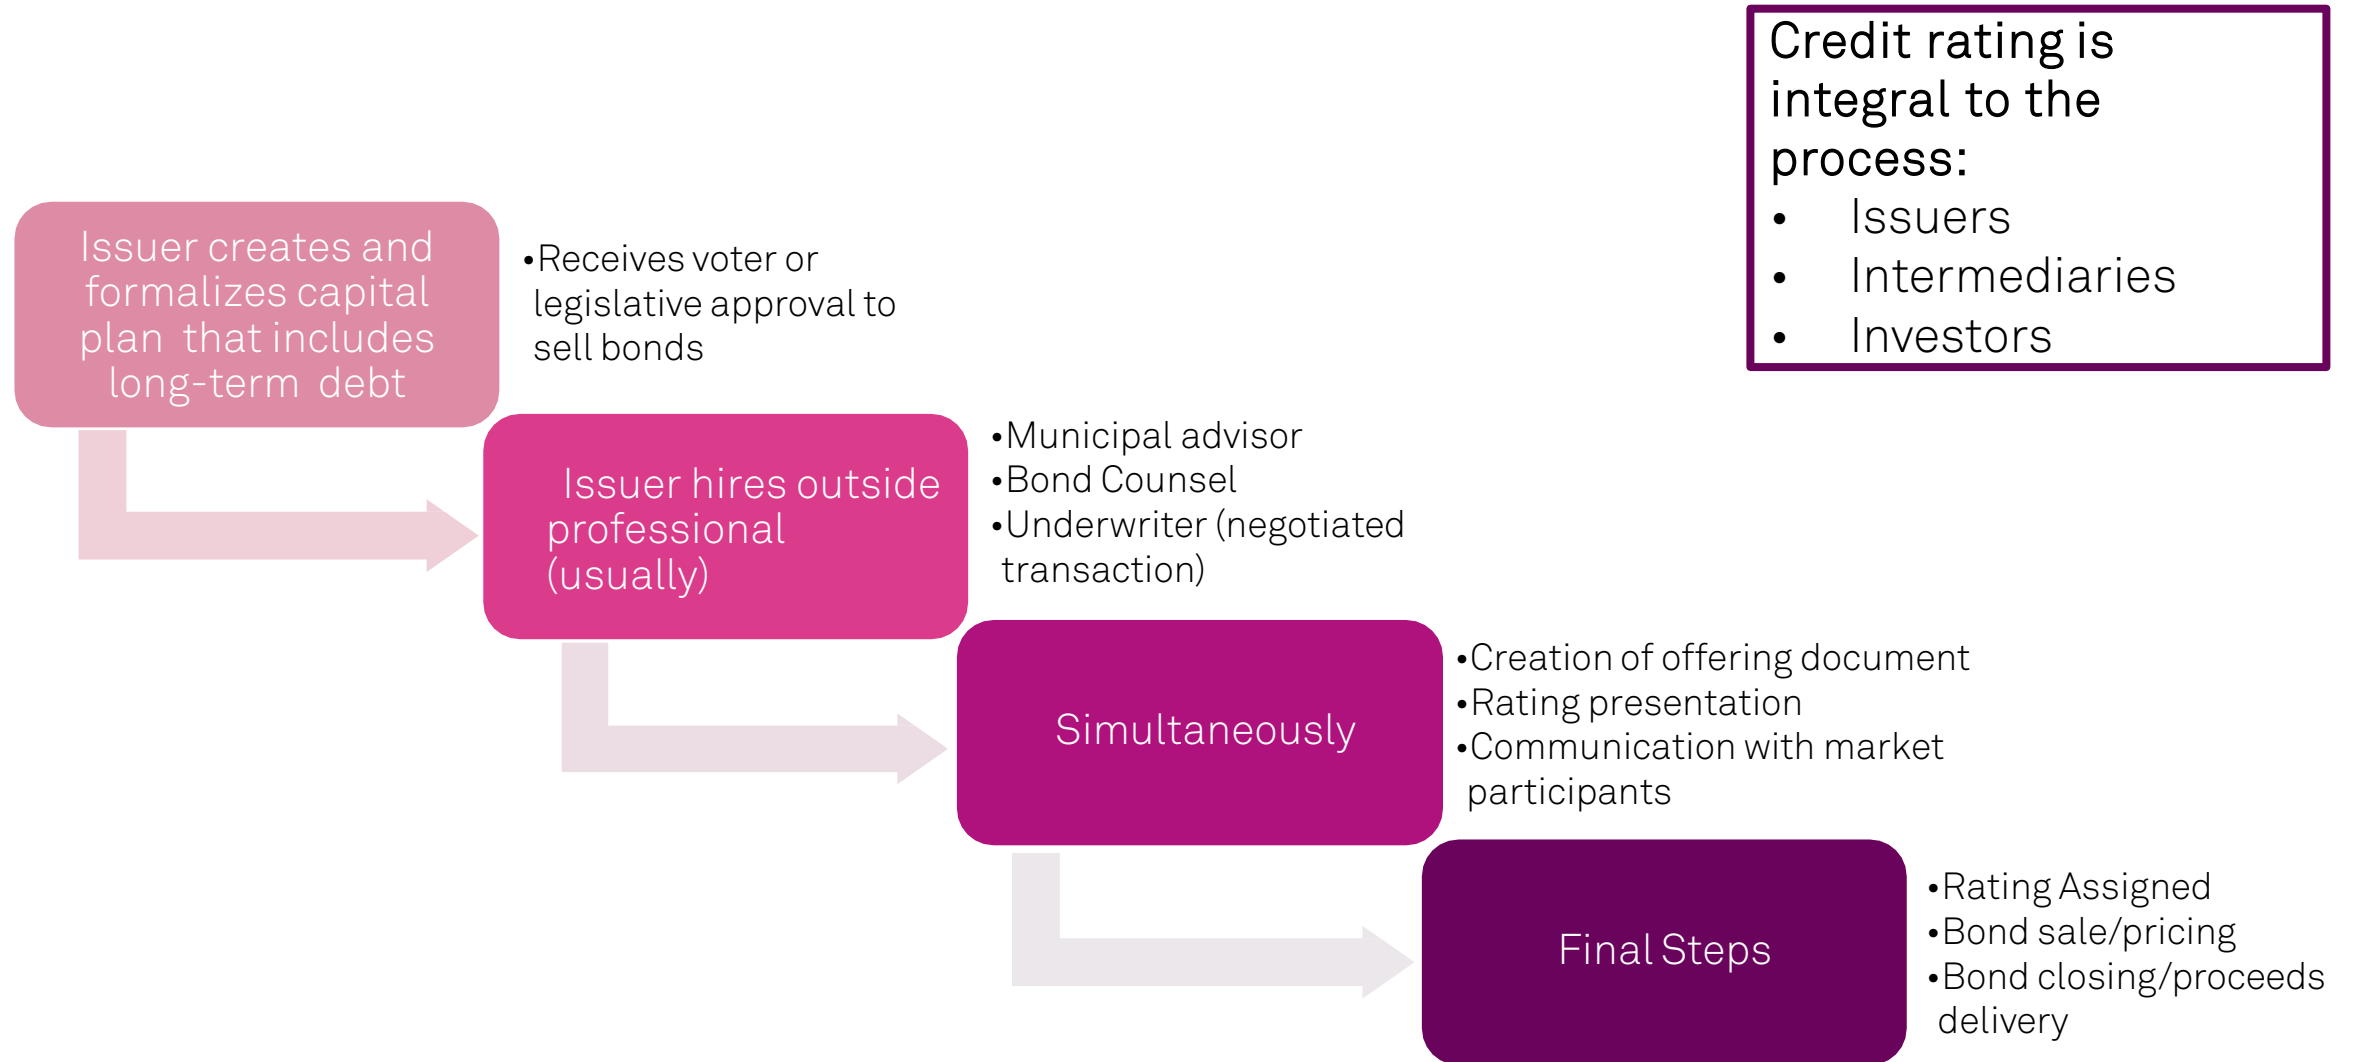 Credit rating is
integral to the
process:
• Issuers
• Intermediaries
• Investors
Issuer creates and
formalizes capital
plan that includes
long-term debt
•Receives voter or
legislative approval to
sell bonds
Issuer hires outside
professional
(usually)
•Municipal advisor
•Bond Counsel
•Underwriter (negotiated
transaction)
Simultaneously
•Creation of offering document
•Rating presentation
•Communication with market
participants
Final Steps
•Rating Assigned
•Bond sale/pricing
•Bond closing/proceeds
delivery